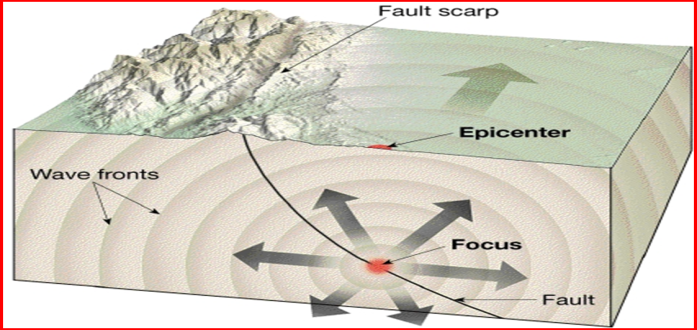 Fault scarp
Epicenter
Wave fronts
Focus
Fault